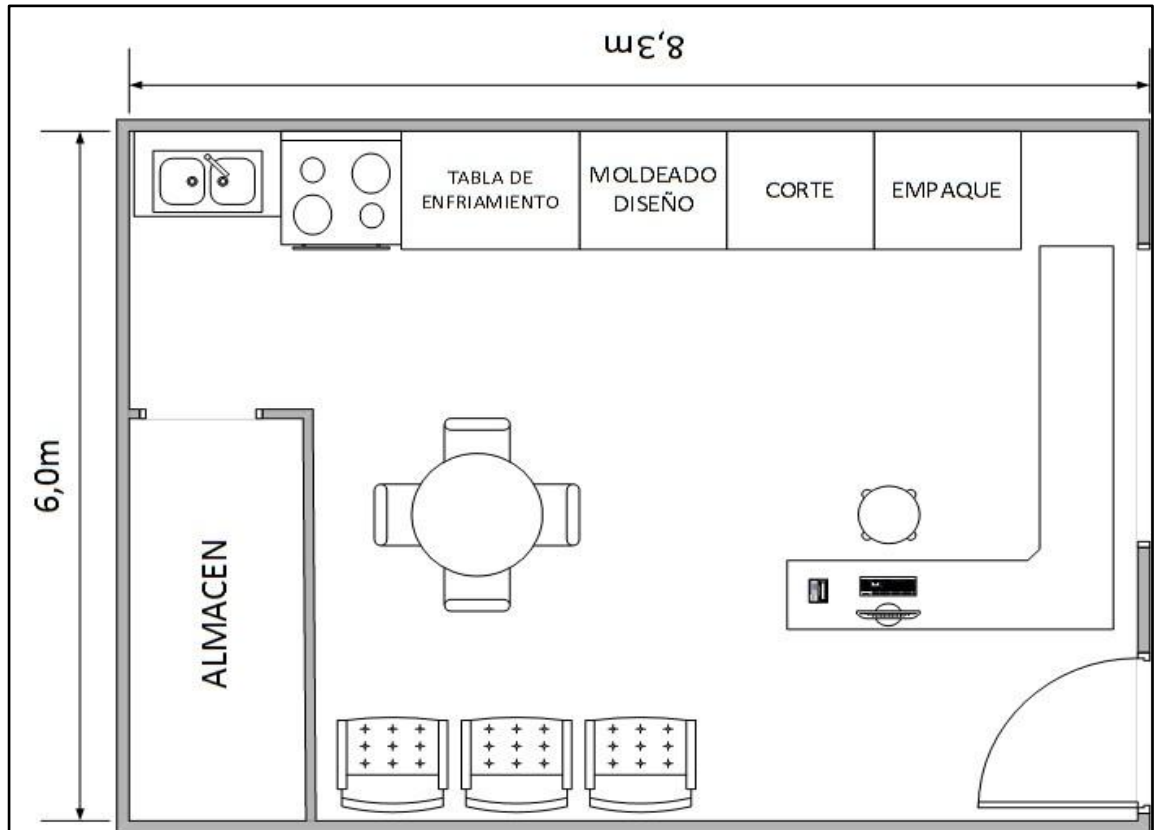 8,3m
TABLA DE
ENFRIAMIENTO
MOLDEADO
DISEÑO
CORTE
EMPAQUE
6,0m
ALMACEN